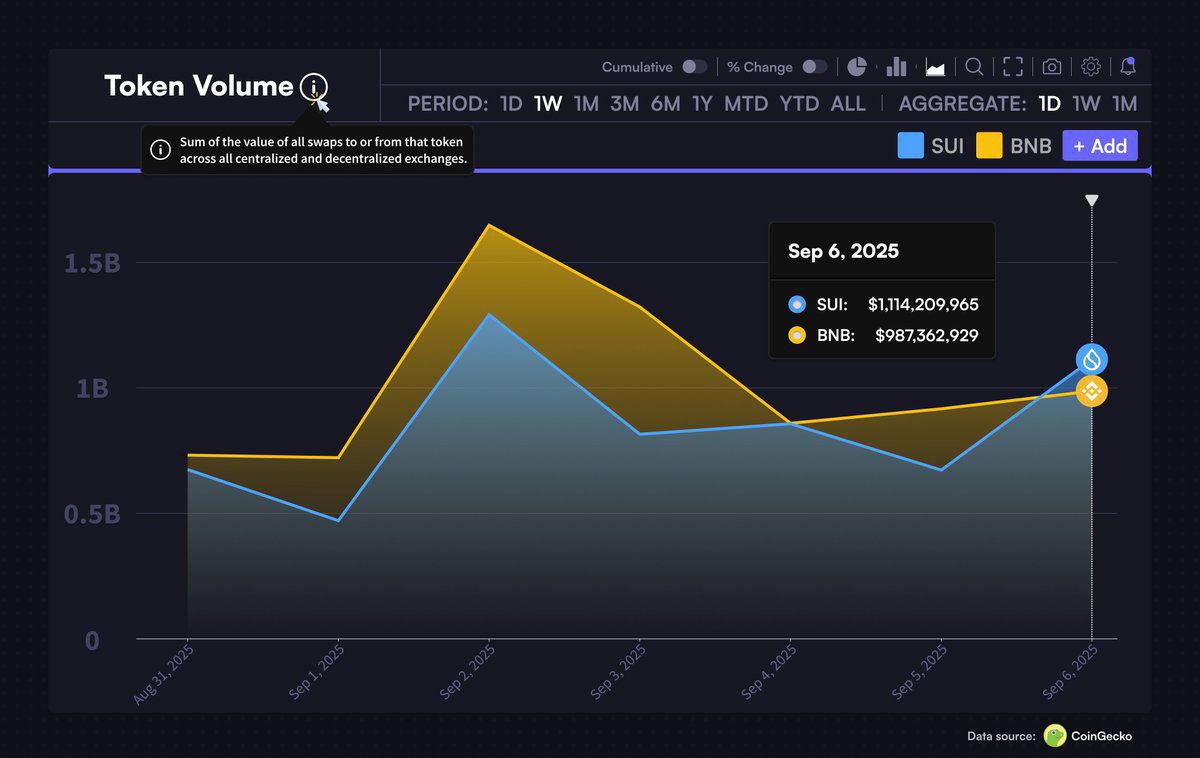 Token Volume
Cumulative % Change
PERIOD: 1D 1W 1M 3M 6M 1Y MTD YTD ALL AGGREGATE: 1D 1W 1M
Sum of the value of all swaps to or from that token
across all centralized and decentralized exchanges.
SUI BNB + Add
1.5B
1B
0.5B
0
Sep 6, 2025
SUI: $1,114,209,965
BNB: $987,362,929
Aug 31, 2025
Sep 1, 2025
Sep 2, 2025
Sep 3, 2025
Sep 4, 2025
Sep 5, 2025
Sep 6, 2025
Data source: CoinGecko